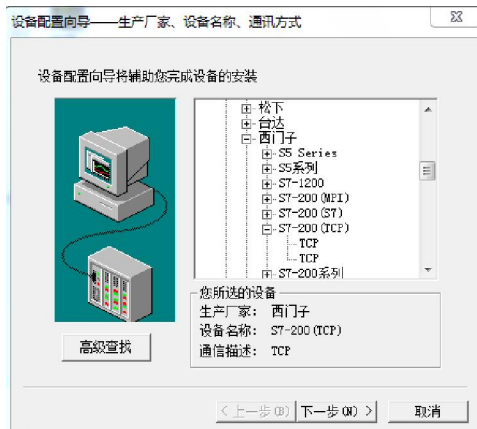 设备配置向导——生产厂家、设备名称、通讯方式
设备配置向导将辅助您完成设备的安装
松下
台达
西门子
S5 Series
S5系列
S7-1200
S7-200(MPI)
S7-200(S7)
S7-200(TCP)
TCP
TCP
S7-200系列
您所选的设备
生产厂家： 西门子
设备名称： S7-200(TCP)
通信描述： TCP
高级查找
<上一步(B) 下一步(N) > 取消